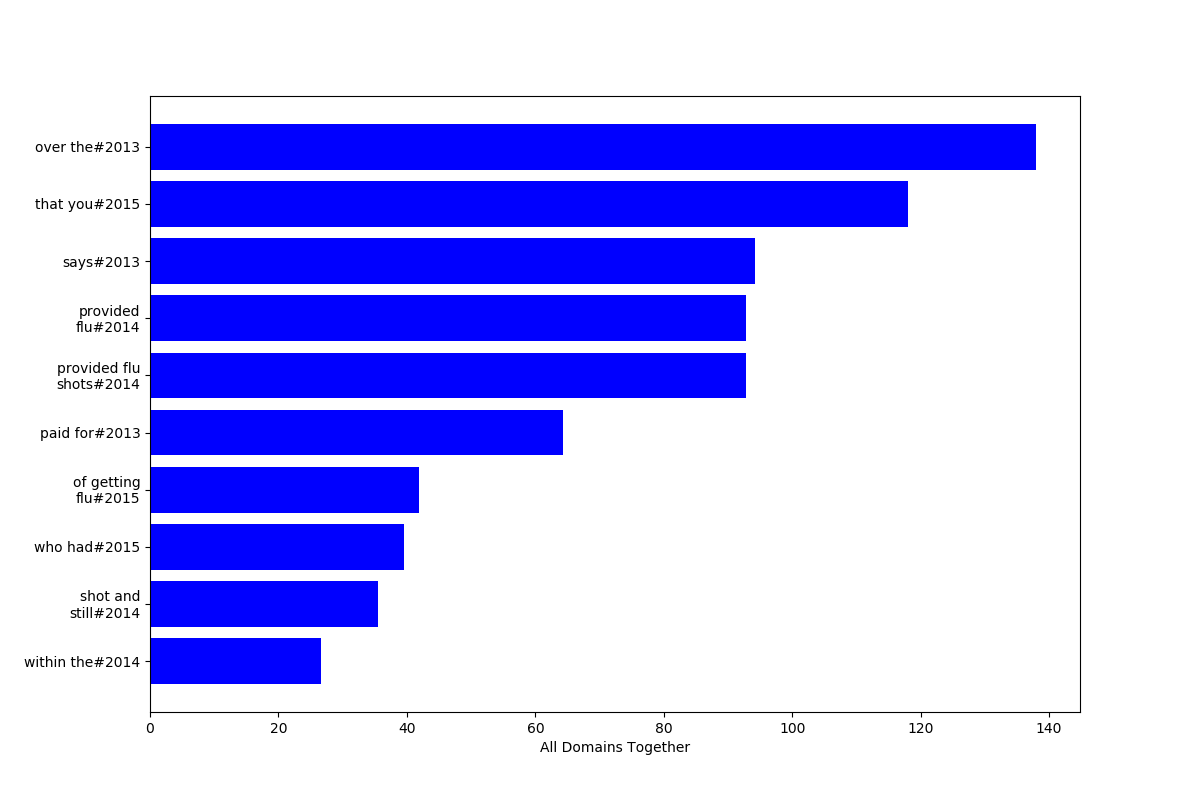 over the#2013
that you#2015
says#2013
provided
flu#2014
provided flu
shots#2014
paid for#2013
of getting
flu#2015
who had#2015
shot and
still#2014
within the#2014
0 20 40 60 80 100 120 140
All Domains Together